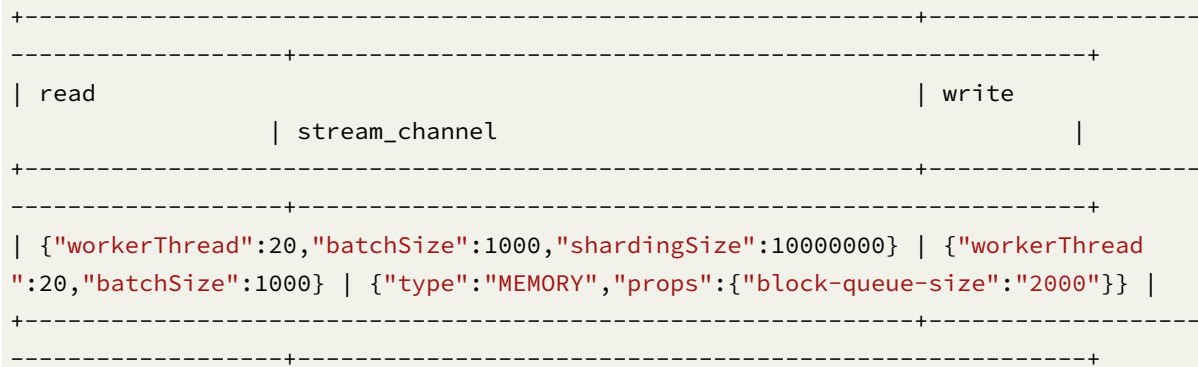 +--------------------------------------------------------------+-------------------
-------------------+-------------------------------------------------------+
| read                                                         | write
                   | stream_channel                                        |
+--------------------------------------------------------------+-------------------
-------------------+-------------------------------------------------------+
| {"workerThread":20,"batchSize":1000,"shardingSize":10000000} | {"workerThread
":20,"batchSize":1000} | {"type":"MEMORY","props":{"block-queue-size":"2000"}} |
+--------------------------------------------------------------+-------------------
-------------------+-------------------------------------------------------+